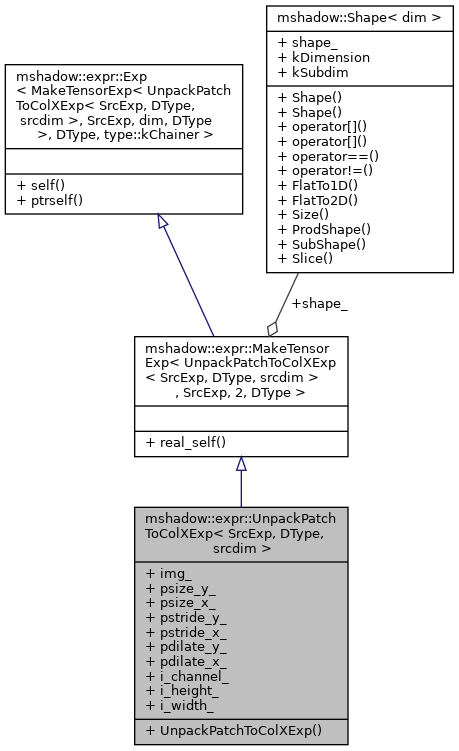 mshadow::Shape< dim >
+ shape_
+ kDimension
+ kSubdim
+ Shape()
+ Shape()
+ operator[]()
+ operator[]()
+ operator==()
+ operator!=()
+ FlatTo1D()
+ FlatTo2D()
+ Size()
+ ProdShape()
+ SubShape()
+ Slice()
mshadow::expr::Exp
< MakeTensorExp< UnpackPatch
ToColXExp< SrcExp, DType,
srcdim >, SrcExp, dim, DType
>, DType, type::kChainer >
+ self()
+ ptrself()
+shape_
mshadow::expr::MakeTensor
Exp< UnpackPatchToColXExp
< SrcExp, DType, srcdim >
, SrcExp, 2, DType >
+ real_self()
mshadow::expr::UnpackPatch
ToColXExp< SrcExp, DType,
srcdim >
+ img_
+ psize_y_
+ psize_x_
+ pstride_y_
+ pstride_x_
+ pdilate_y_
+ pdilate_x_
+ i_channel_
+ i_height_
+ i_width_
+ UnpackPatchToColXExp()